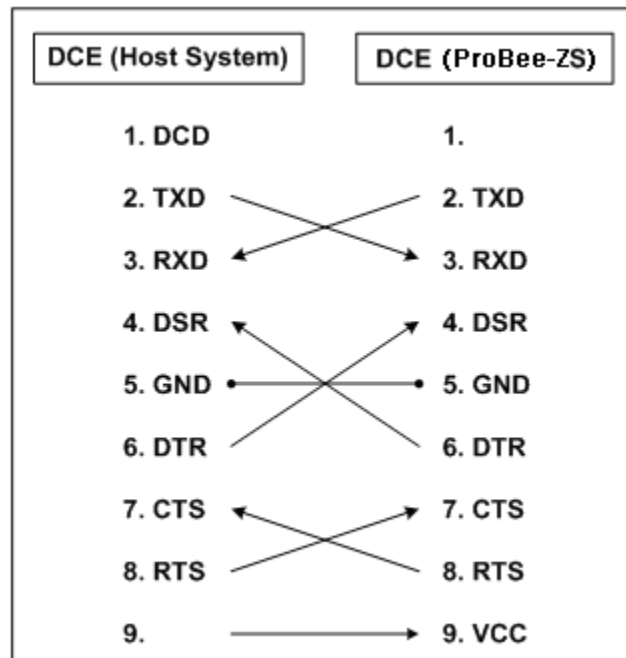 DCE (Host System) DCE (ProBee-ZS)
1. DCD 1.
2. TXD 2. TXD
3. RXD 3. RXD
4. DSR 4. DSR
5. GND 5. GND
6. DTR 6. DTR
7. CTS 7. CTS
8. RTS 8. RTS
9. 9. VCC